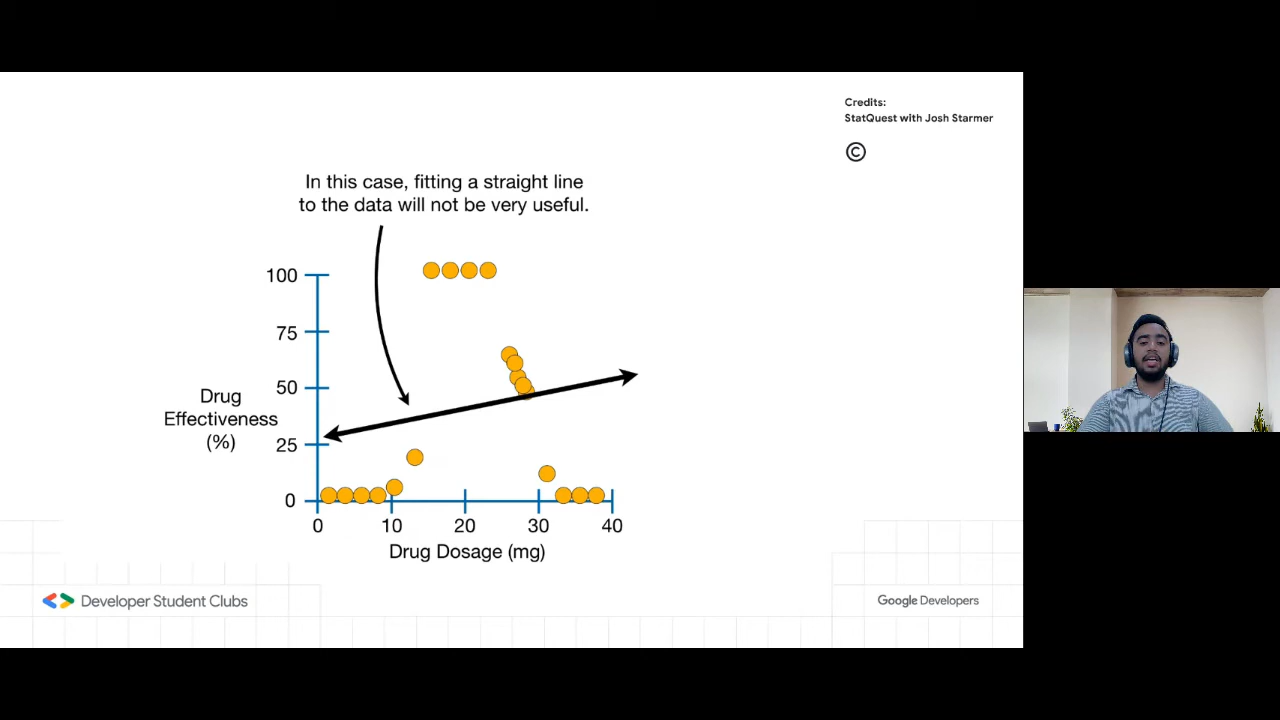 Credits:
StatQuest with Josh Starmer
©
In this case, fitting a straight line
to the data will not be very useful.
100
75
50
25
0
Drug
Effectiveness
(%)
0 10 20 30 40
Drug Dosage (mg)
Developer Student Clubs
Google Developers